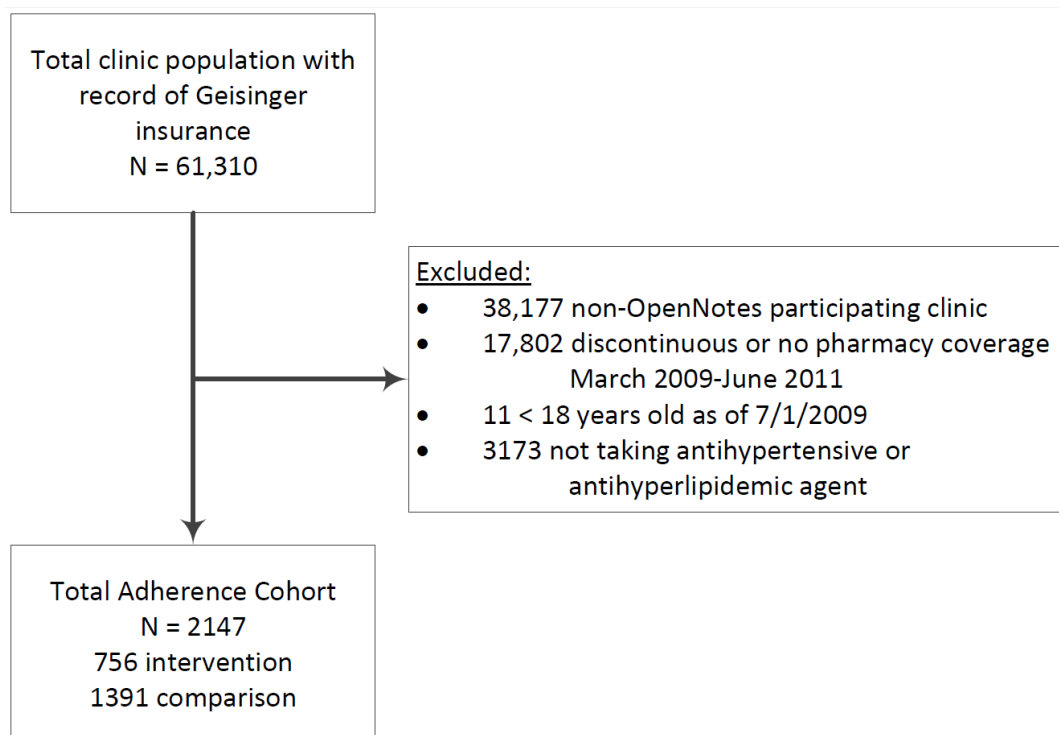 Total clinic population with
record of Geisinger
insurance
N = 61,310
Excluded:
• 38,177 non-OpenNotes participating clinic
• 17,802 discontinuous or no pharmacy coverage
March 2009-June 2011
• 11 < 18 years old as of 7/1/2009
• 3173 not taking antihypertensive or
antihyperlipidemic agent
Total Adherence Cohort
N = 2147
756 intervention
1391 comparison